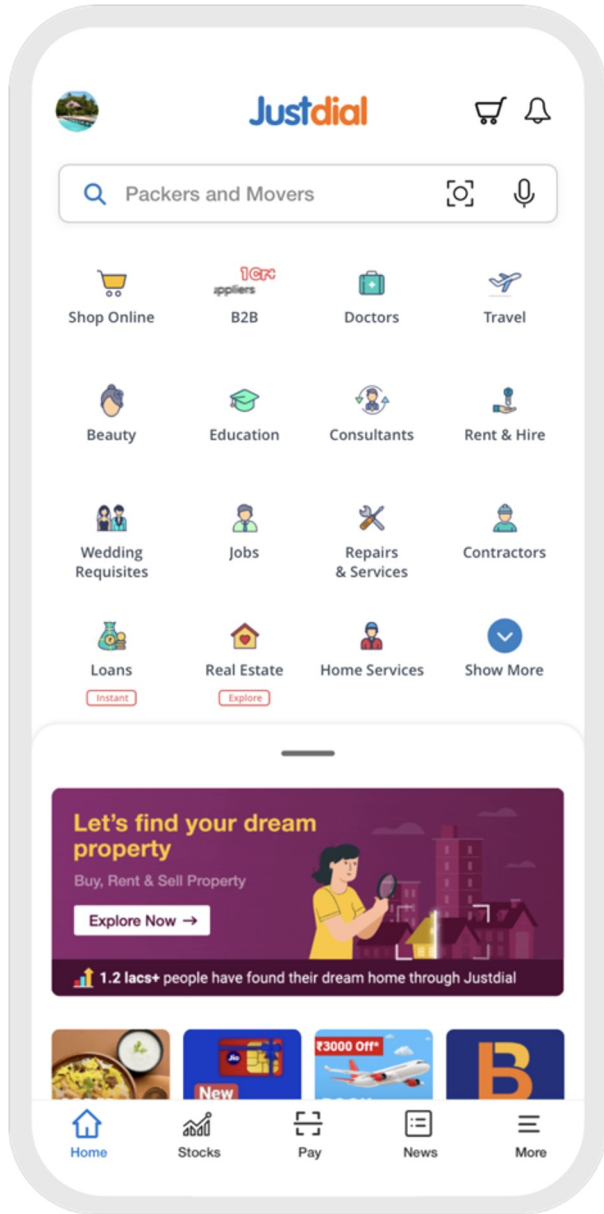 Justdial
Packers and Movers
1Cr+
uppliers
Shop Online
B2B
Doctors
Travel
Beauty
Education
Consultants
Rent & Hire
Wedding
Requisites
Jobs
Repairs
& Services
Contractors
Loans
Real Estate
Home Services
Show More
Instant
Explore
Let's find your dream
property
Buy, Rent & Sell Property
Explore Now →
1.2 lacs+ people have found their dream home through Justdial
Jio
New
₹3000 Off*
B
Home
Stocks
Pay
News
More